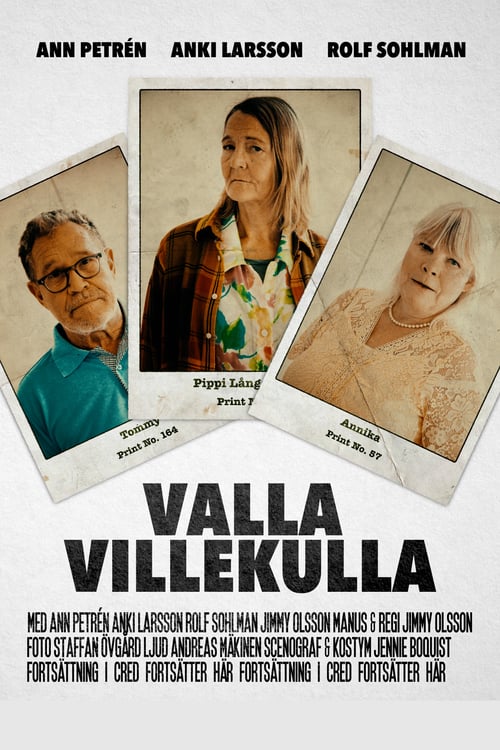 ANN PETRÉN ANKI LARSSON ROLF SOHLMAN
Tommy
Print No. 164
Pippi Lång
Print
Annika
Print No. 57
VALLA
VILLEKULLA
MED ANN PETRÉN ANKI LARSSON ROLF SOHLMAN JIMMY OLSSON MANUS & REGI JIMMY OLSSON
FOTO STAFFAN ÖVGÅRD LJUD ANDREAS MÄKINEN SCENOGRAF & KOSTYM JENNIE BOQUIST
FORTSÄTTNING I CRED FORTSÄTTER HÄR FORTSÄTTNING I CRED FORTSÄTTER HÄR